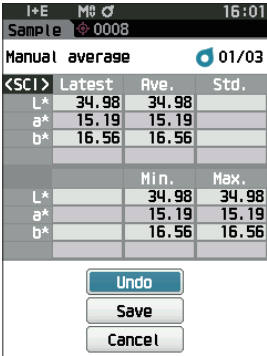 I+E M 16:01
Sample 0008
Manual average 01/03
<SCI> Latest Ave. Std.
L* 34.98 34.98
a* 15.19 15.19
b* 16.56 16.56
Min. Max.
L* 34.98 34.98
a* 15.19 15.19
b* 16.56 16.56
Undo
Save
Cancel